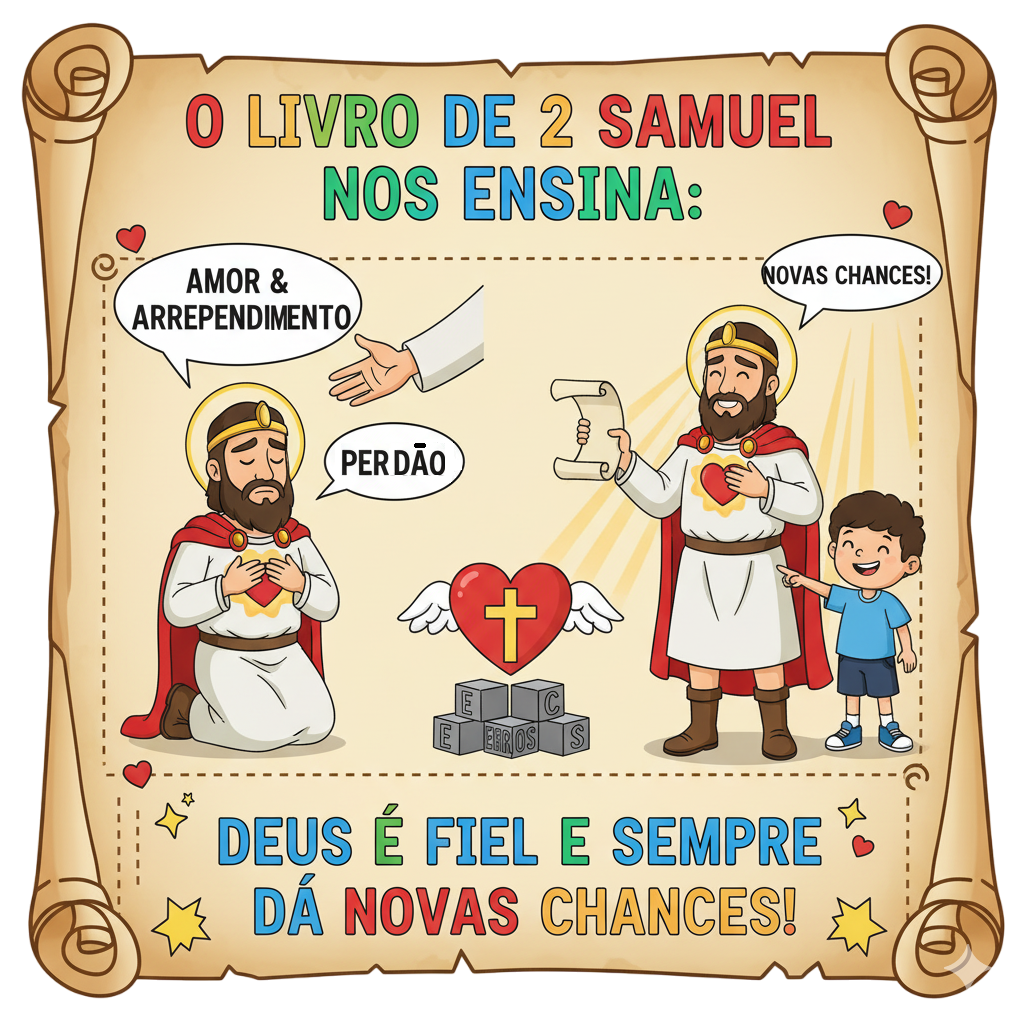 O LIVRO DE 2 SAMUEL
NOS ENSINA:
AMOR &
ARREPENDIMENTO
NOVAS CHANCES!
PERDÃO
E C
E ERROS S
DEUS É FIEL E SEMPRE
DÁ NOVAS CHANCES!